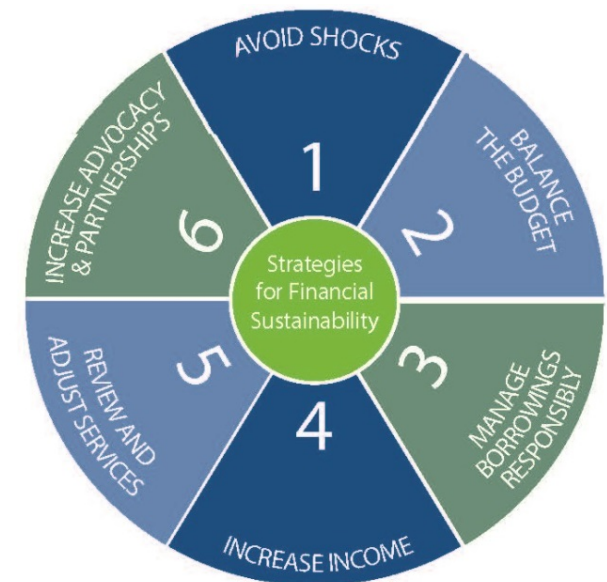 AVOID SHOCKS
1
BALANCE
THE BUDGET
2
MANAGE
BORROWINGS
RESPONSIBLY
3
INCREASE INCOME
4
REVIEW AND
ADJUST SERVICES
5
INCREASE ADVOCACY
& PARTNERSHIPS
6
Strategies
for Financial
Sustainability